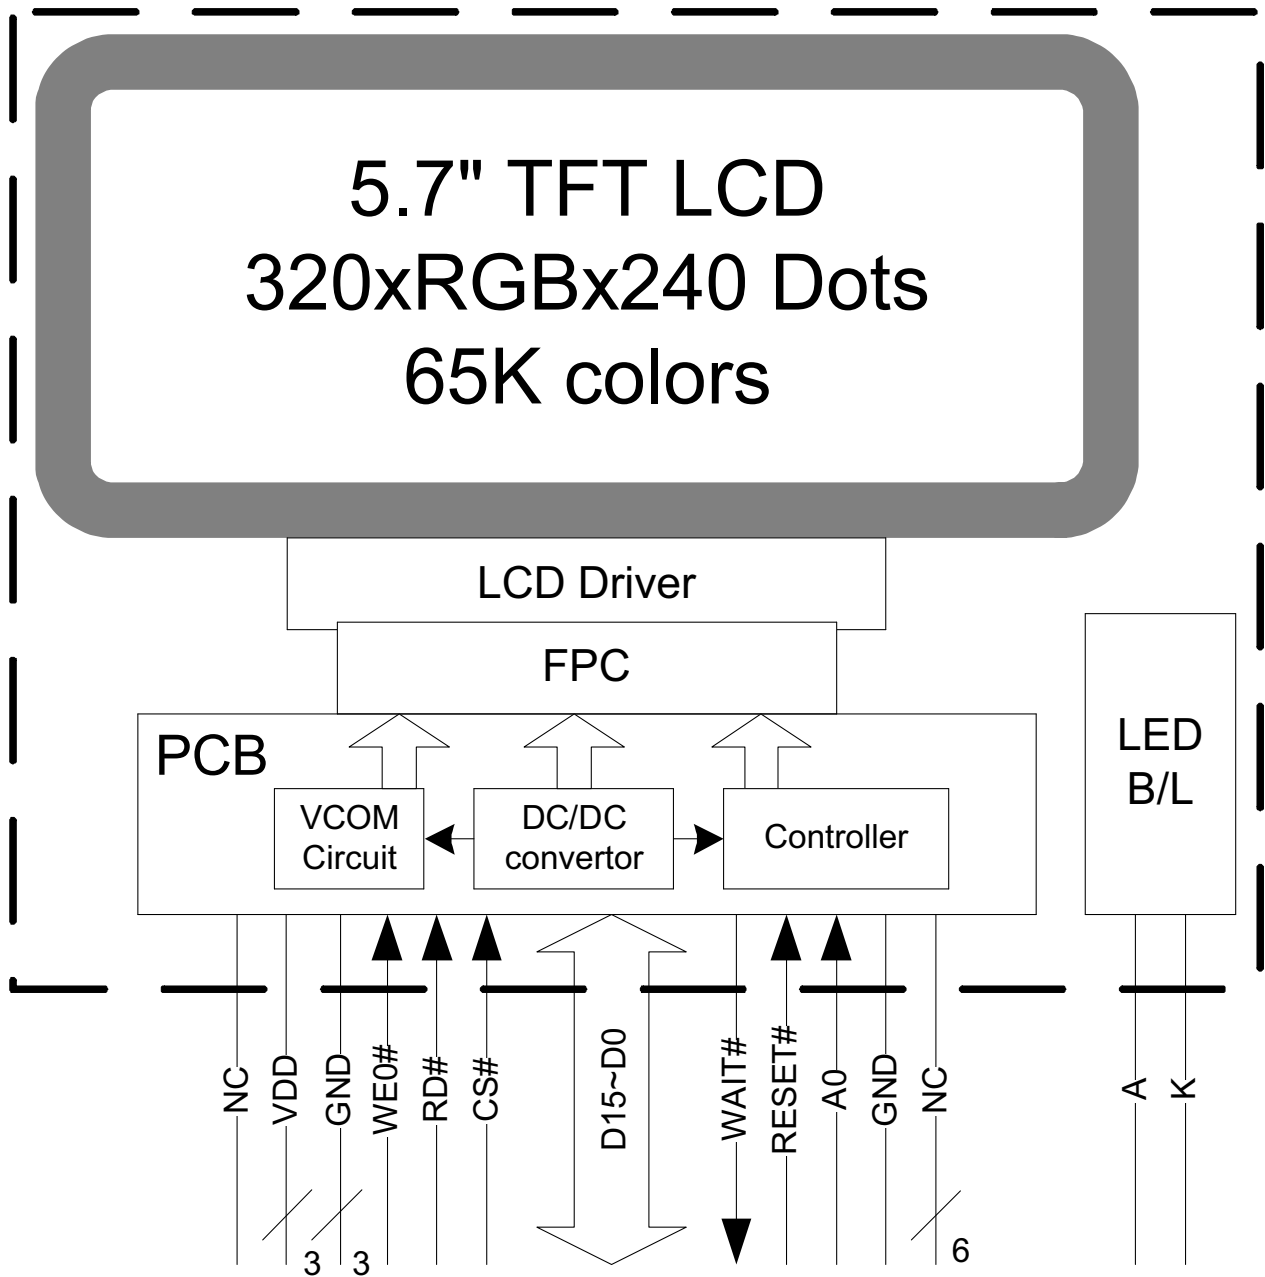 5.7" TFT LCD
320xRGBx240 Dots
65K colors
LCD Driver
FPC
PCB
VCOM
Circuit
DC/DC
convertor
Controller
LED
B/L
NC
VDD
GND
WE0#
RD#
CS#
D15~D0
WAIT#
RESET#
A0
GND
NC
A
K
3
3
6